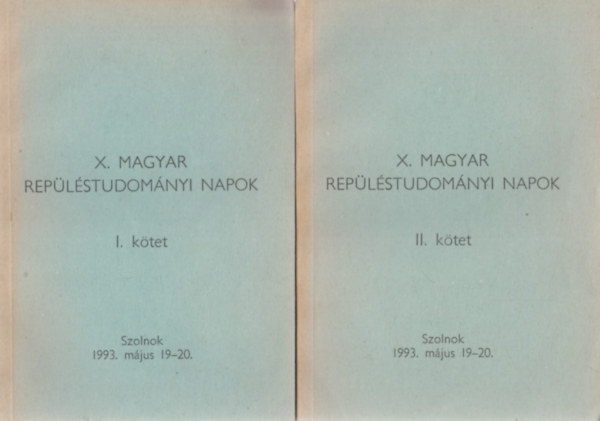 X. MAGYAR
REPÜLÉSTUDOMÁNYI NAPOK
I. kötet
Szolnok
1993. május 19-20.
X. MAGYAR
REPÜLÉSTUDOMÁNYI NAPOK
II. kötet
Szolnok
1993. május 19-20.